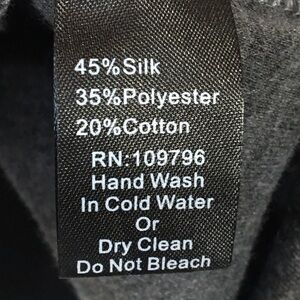 45%Silk
35%Polyester
20%Cotton
RN:109796
Hand Wash
In Cold Water
Or
Dry Clean
Do Not Bleach